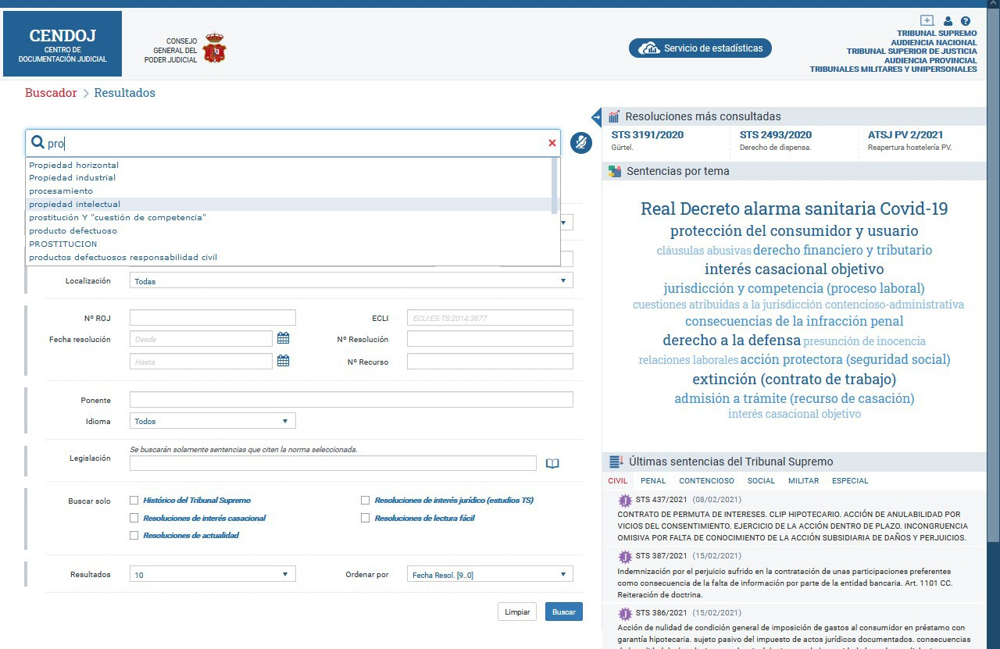 CENDOJ
CENTRO DE
DOCUMENTACIÓN JUDICIAL
CONSEJO
GENERAL DEL
PODER JUDICIAL
Servicio de estadísticas
TRIBUNAL SUPREMO
AUDIENCIA NACIONAL
TRIBUNAL SUPERIOR DE JUSTICIA
AUDIENCIA PROVINCIAL
TRIBUNALES MILITARES Y UNIPERSONALES
Buscador > Resultados
pro
Propiedad horizontal
Propiedad industrial
procesamiento
propiedad intelectual
prostitución Y "cuestión de competencia"
producto defectuoso
PROSTITUCION
productos defectuosos responsabilidad civil
Localización Todas
Nº ROJ ECLI ECLI:ES:TS:2014:3877
Fecha resolución Desde Nº Resolución
Hasta Nº Recurso
Ponente
Idioma Todos
Se buscarán solamente sentencias que citen la norma seleccionada.
Legislación
Buscar solo Histórico del Tribunal Supremo Resoluciones de interés jurídico (estudios TS)
Resoluciones de interés casacional Resoluciones de lectura fácil
Resoluciones de actualidad
Resultados 10 Ordenar por Fecha Resol. [9..0]
Limpiar Buscar
Resoluciones más consultadas
STS 3191/2020 STS 2493/2020 ATSJ PV 2/2021
Gürtel. Derecho de dispensa. Reapertura hostelería PV.
Sentencias por tema
Real Decreto alarma sanitaria Covid-19
protección del consumidor y usuario
cláusulas abusivas derecho financiero y tributario
interés casacional objetivo
jurisdicción y competencia (proceso laboral)
cuestiones atribuidas a la jurisdicción contencioso-administrativa
consecuencias de la infracción penal
derecho a la defensa presunción de inocencia
relaciones laborales acción protectora (seguridad social)
extinción (contrato de trabajo)
admisión a trámite (recurso de casación)
interés casacional objetivo
Últimas sentencias del Tribunal Supremo
CIVIL PENAL CONTENCIOSO SOCIAL MILITAR ESPECIAL
J STS 437/2021 (08/02/2021)
CONTRATO DE PERMUTA DE INTERESES. CLIP HIPOTECARIO. ACCIÓN DE ANULABILIDAD POR
VICIOS DEL CONSENTIMIENTO. EJERCICIO DE LA ACCIÓN DENTRO DE PLAZO. INCONGRUENCIA
OMISIVA POR FALTA DE CONOCIMIENTO DE LA ACCIÓN SUBSIDIARIA DE DAÑOS Y PERJUICIOS.
J STS 387/2021 (15/02/2021)
Indemnización por el perjuicio sufrido en la contratación de unas participaciones preferentes
como consecuencia de la falta de información por parte de la entidad bancaria. Art. 1101 CC.
Reiteración de doctrina.
J STS 386/2021 (15/02/2021)
Acción de nulidad de condición general de imposición de gastos al consumidor en préstamo con
garantía hipotecaria. sujeto pasivo del impuesto de actos jurídicos documentados. consecuencias